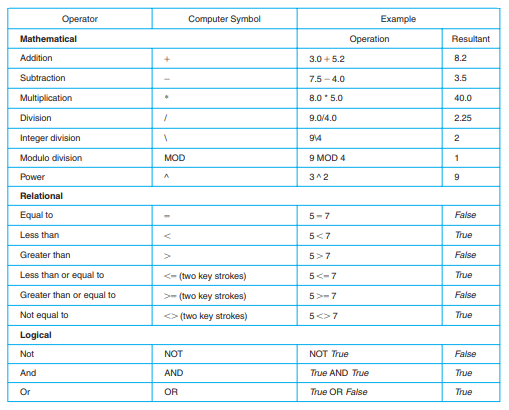 Operator Computer Symbol Example
Mathematical Operation Resultant
Addition + 3.0 + 5.2 8.2
Subtraction − 7.5 − 4.0 3.5
Multiplication * 8.0 * 5.0 40.0
Division / 9.0/4.0 2.25
Integer division \ 9\4 2
Modulo division MOD 9 MOD 4 1
Power ^ 3 ^ 2 9
Relational
Equal to = 5 = 7 False
Less than < 5 < 7 True
Greater than > 5 > 7 False
Less than or equal to <= (two key strokes) 5 <= 7 True
Greater than or equal to >= (two key strokes) 5 >= 7 False
Not equal to <> (two key strokes) 5 <> 7 True
Logical
Not NOT NOT True False
And AND True AND True True
Or OR True OR False True